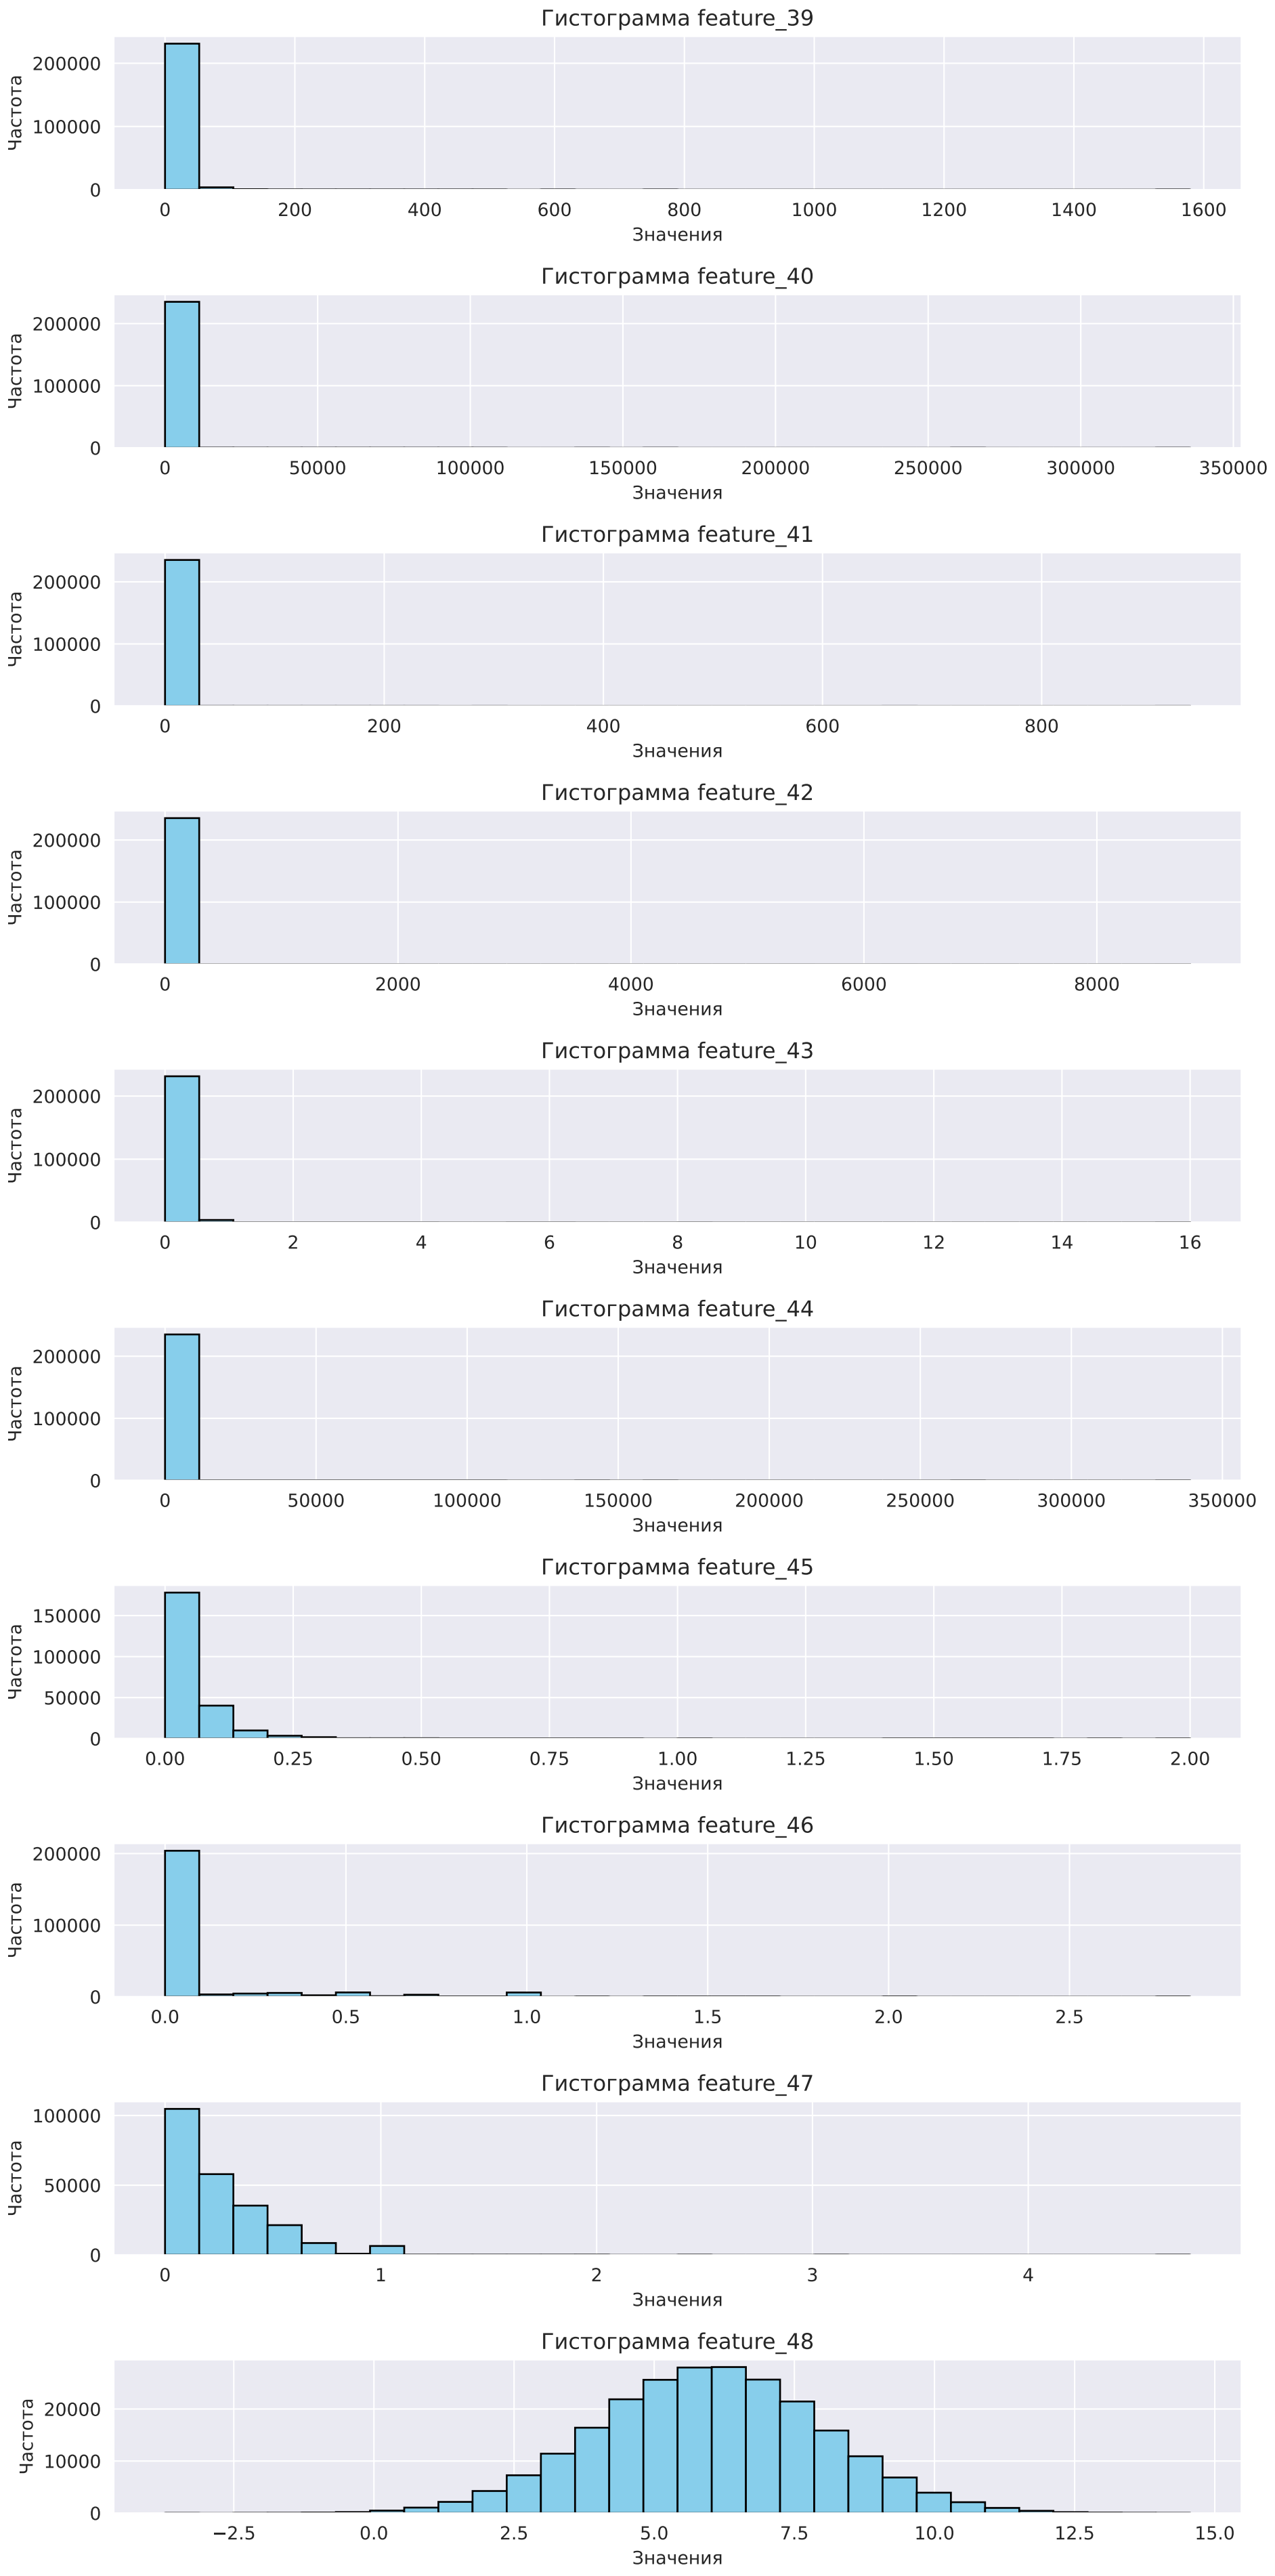 Гистограмма feature_39
Частота
200000
100000
0
0 200 400 600 800 1000 1200 1400 1600
Значения
Гистограмма feature_40
Частота
200000
100000
0
0 50000 100000 150000 200000 250000 300000 350000
Значения
Гистограмма feature_41
Частота
200000
100000
0
0 200 400 600 800
Значения
Гистограмма feature_42
Частота
200000
100000
0
0 2000 4000 6000 8000
Значения
Гистограмма feature_43
Частота
200000
100000
0
0 2 4 6 8 10 12 14 16
Значения
Гистограмма feature_44
Частота
200000
100000
0
0 50000 100000 150000 200000 250000 300000 350000
Значения
Гистограмма feature_45
Частота
150000
100000
50000
0
0.00 0.25 0.50 0.75 1.00 1.25 1.50 1.75 2.00
Значения
Гистограмма feature_46
Частота
200000
100000
0
0.0 0.5 1.0 1.5 2.0 2.5
Значения
Гистограмма feature_47
Частота
100000
50000
0
0 1 2 3 4
Значения
Гистограмма feature_48
Частота
20000
10000
0
−2.5 0.0 2.5 5.0 7.5 10.0 12.5 15.0
Значения